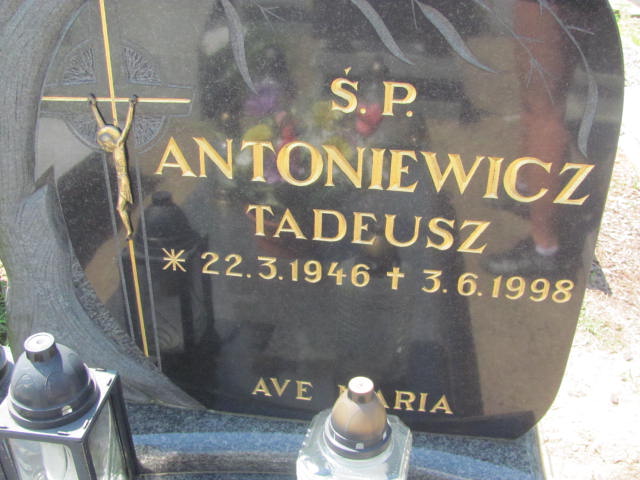 Ś. P.
ANTONIEWICZ
TADEUSZ
* 22.3.1946 ✝ 3.6.1998
AVE MARIA